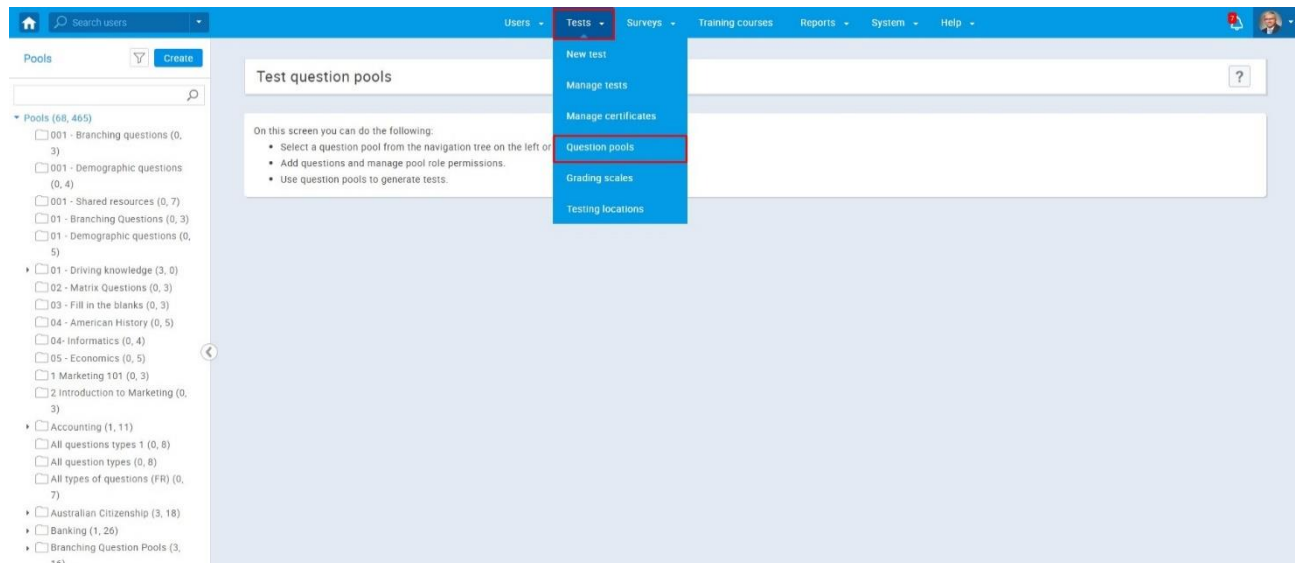 Search users
Users
Tests
Surveys
Training courses
Reports
System
Help
7
Pools
Create
Pools (68, 465)
001 - Branching questions (0,
3)
001 - Demographic questions
(0, 4)
001 - Shared resources (0, 7)
01 - Branching Questions (0, 3)
01 - Demographic questions (0,
5)
01 - Driving knowledge (3, 0)
02 - Matrix Questions (0, 3)
03 - Fill in the blanks (0, 3)
04 - American History (0, 5)
04- Informatics (0, 4)
05 - Economics (0, 5)
1 Marketing 101 (0, 3)
2 Introduction to Marketing (0,
3)
Accounting (1, 11)
All questions types 1 (0, 8)
All question types (0, 8)
All types of questions (FR) (0,
7)
Australian Citizenship (3, 18)
Banking (1, 26)
Branching Question Pools (3,
16)
Test question pools
?
On this screen you can do the following:
• Select a question pool from the navigation tree on the left or
• Add questions and manage pool role permissions.
• Use question pools to generate tests.
New test
Manage tests
Manage certificates
Question pools
Grading scales
Testing locations